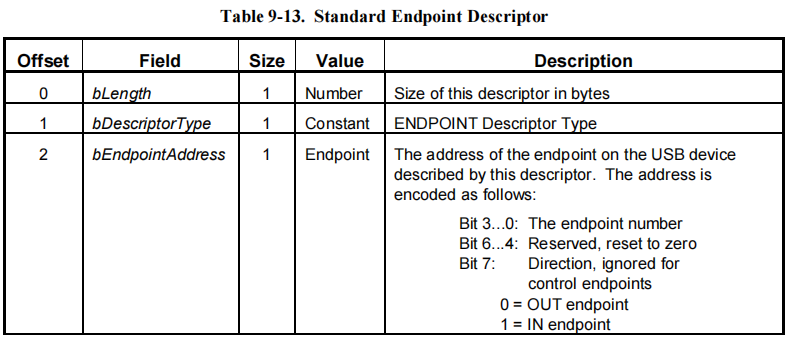 Table 9-13. Standard Endpoint Descriptor
Offset Field Size Value Description
0 bLength 1 Number Size of this descriptor in bytes
1 bDescriptorType 1 Constant ENDPOINT Descriptor Type
2 bEndpointAddress 1 Endpoint The address of the endpoint on the USB device
described by this descriptor. The address is
encoded as follows:
Bit 3...0: The endpoint number
Bit 6...4: Reserved, reset to zero
Bit 7: Direction, ignored for
control endpoints
0 = OUT endpoint
1 = IN endpoint